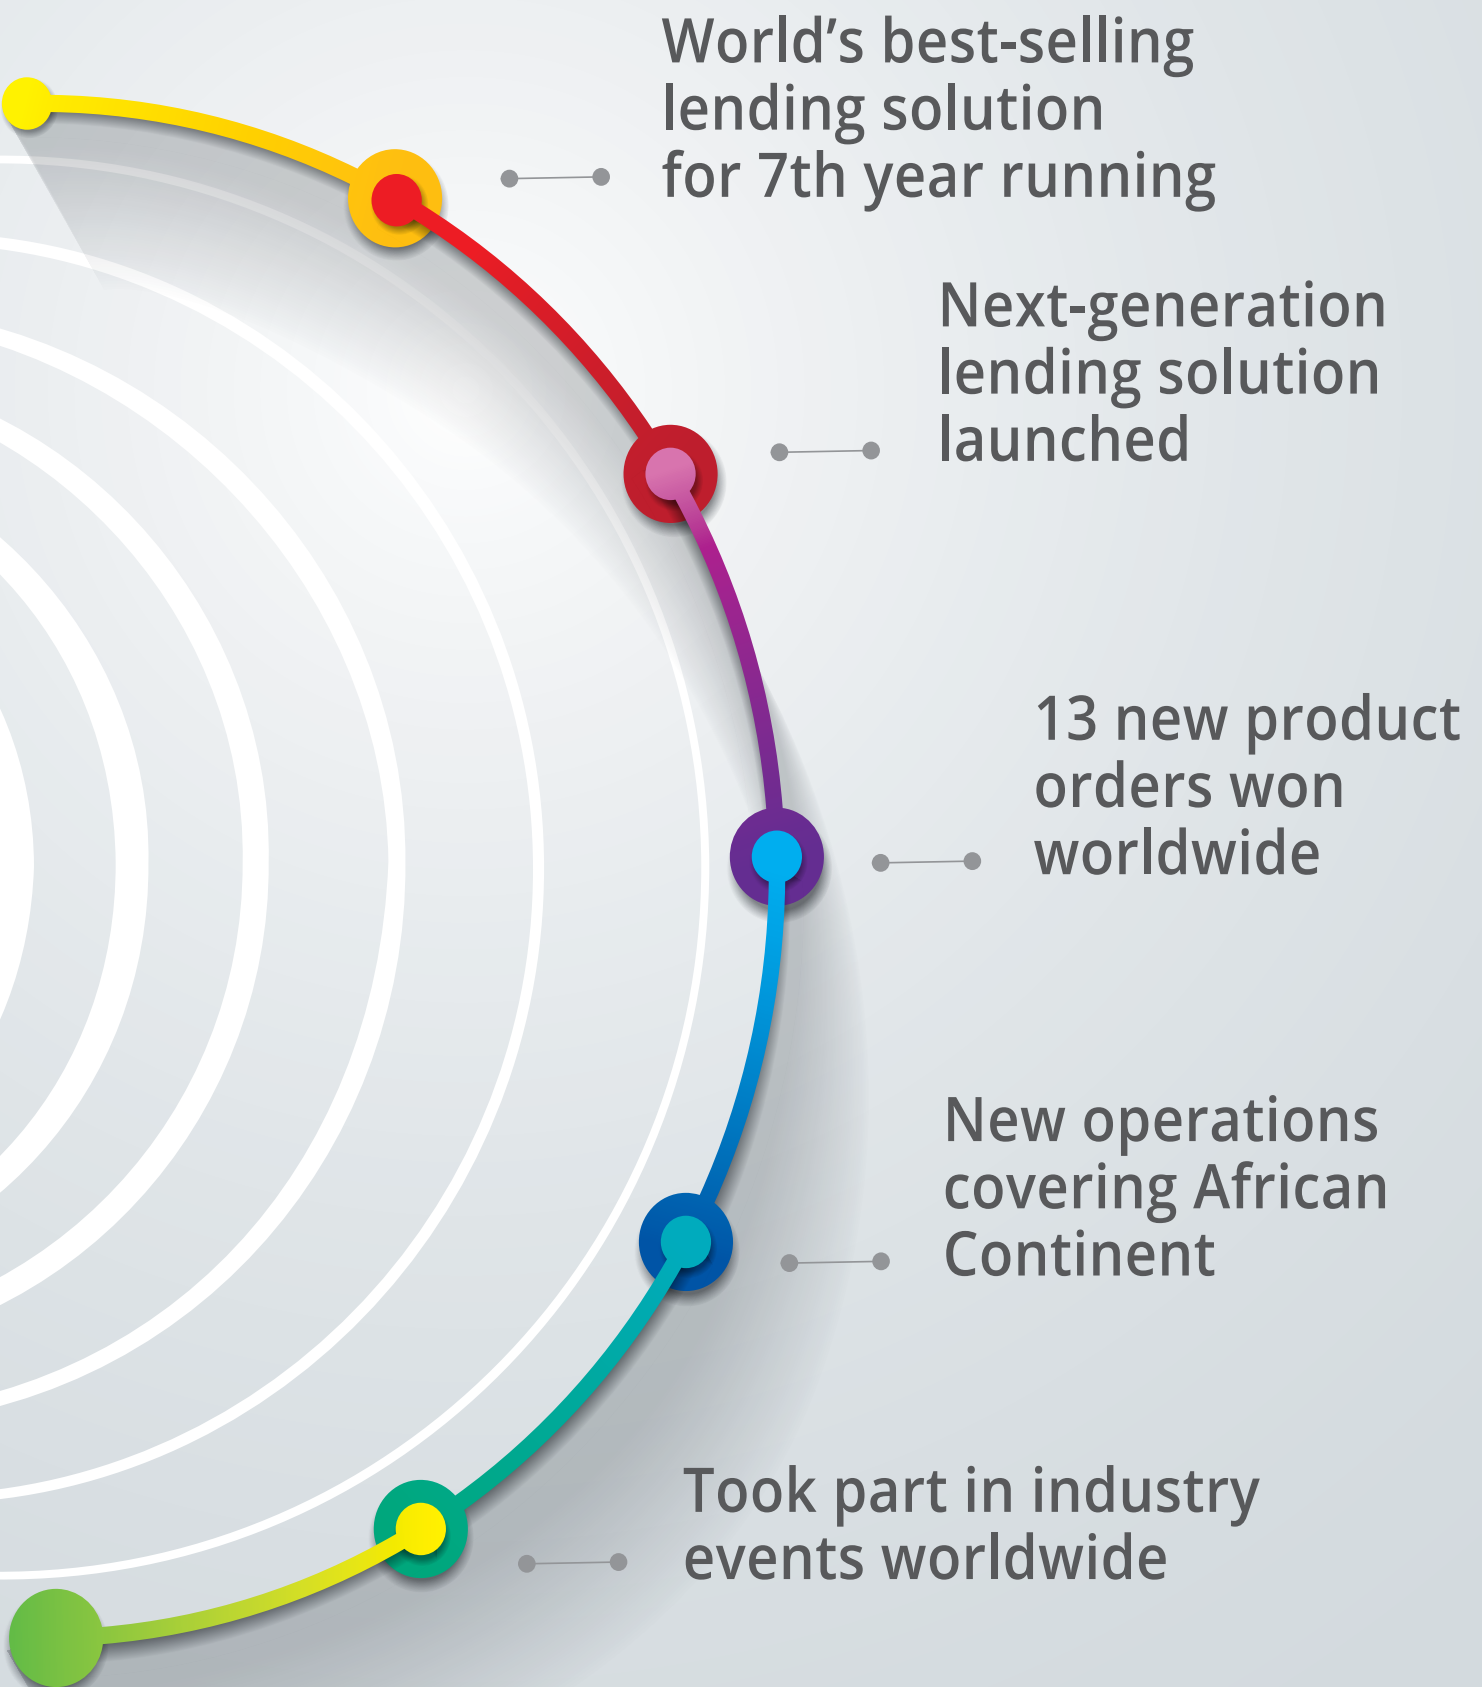 World’s best-selling
lending solution
for 7th year running
Next-generation
lending solution
launched
13 new product
orders won
worldwide
New operations
covering African
Continent
Took part in industry
events worldwide